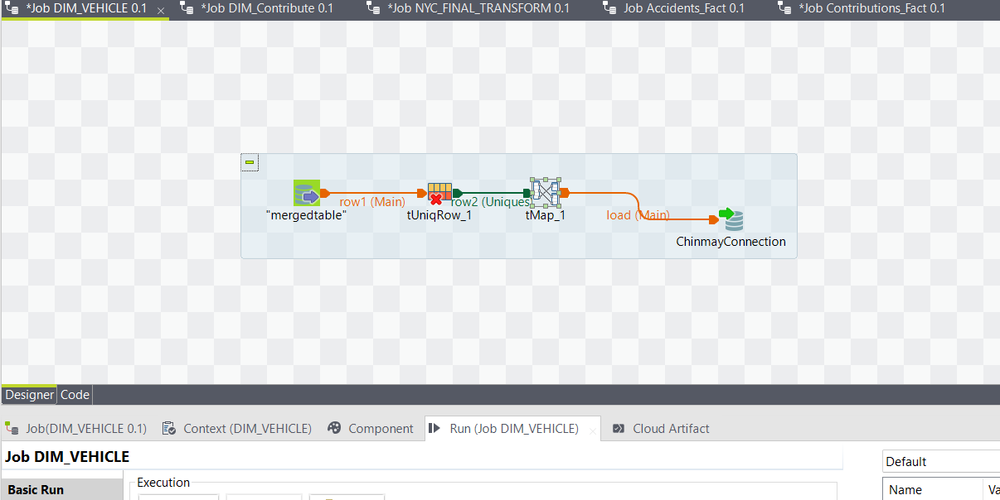 *Job DIM_VEHICLE 0.1 *Job DIM_Contribute 0.1 *Job NYC_FINAL_TRANSFORM 0.1 Job Accidents_Fact 0.1 *Job Contributions_Fact 0.1
row1 (Main) row2 (Uniques)
"mergedtable" tUniqRow_1 tMap_1 load (Main)
ChinmayConnection
Designer Code
Job(DIM_VEHICLE 0.1) Context (DIM_VEHICLE) Component Run (Job DIM_VEHICLE) Cloud Artifact
Job DIM_VEHICLE
Default
Basic Run Execution
Name Va